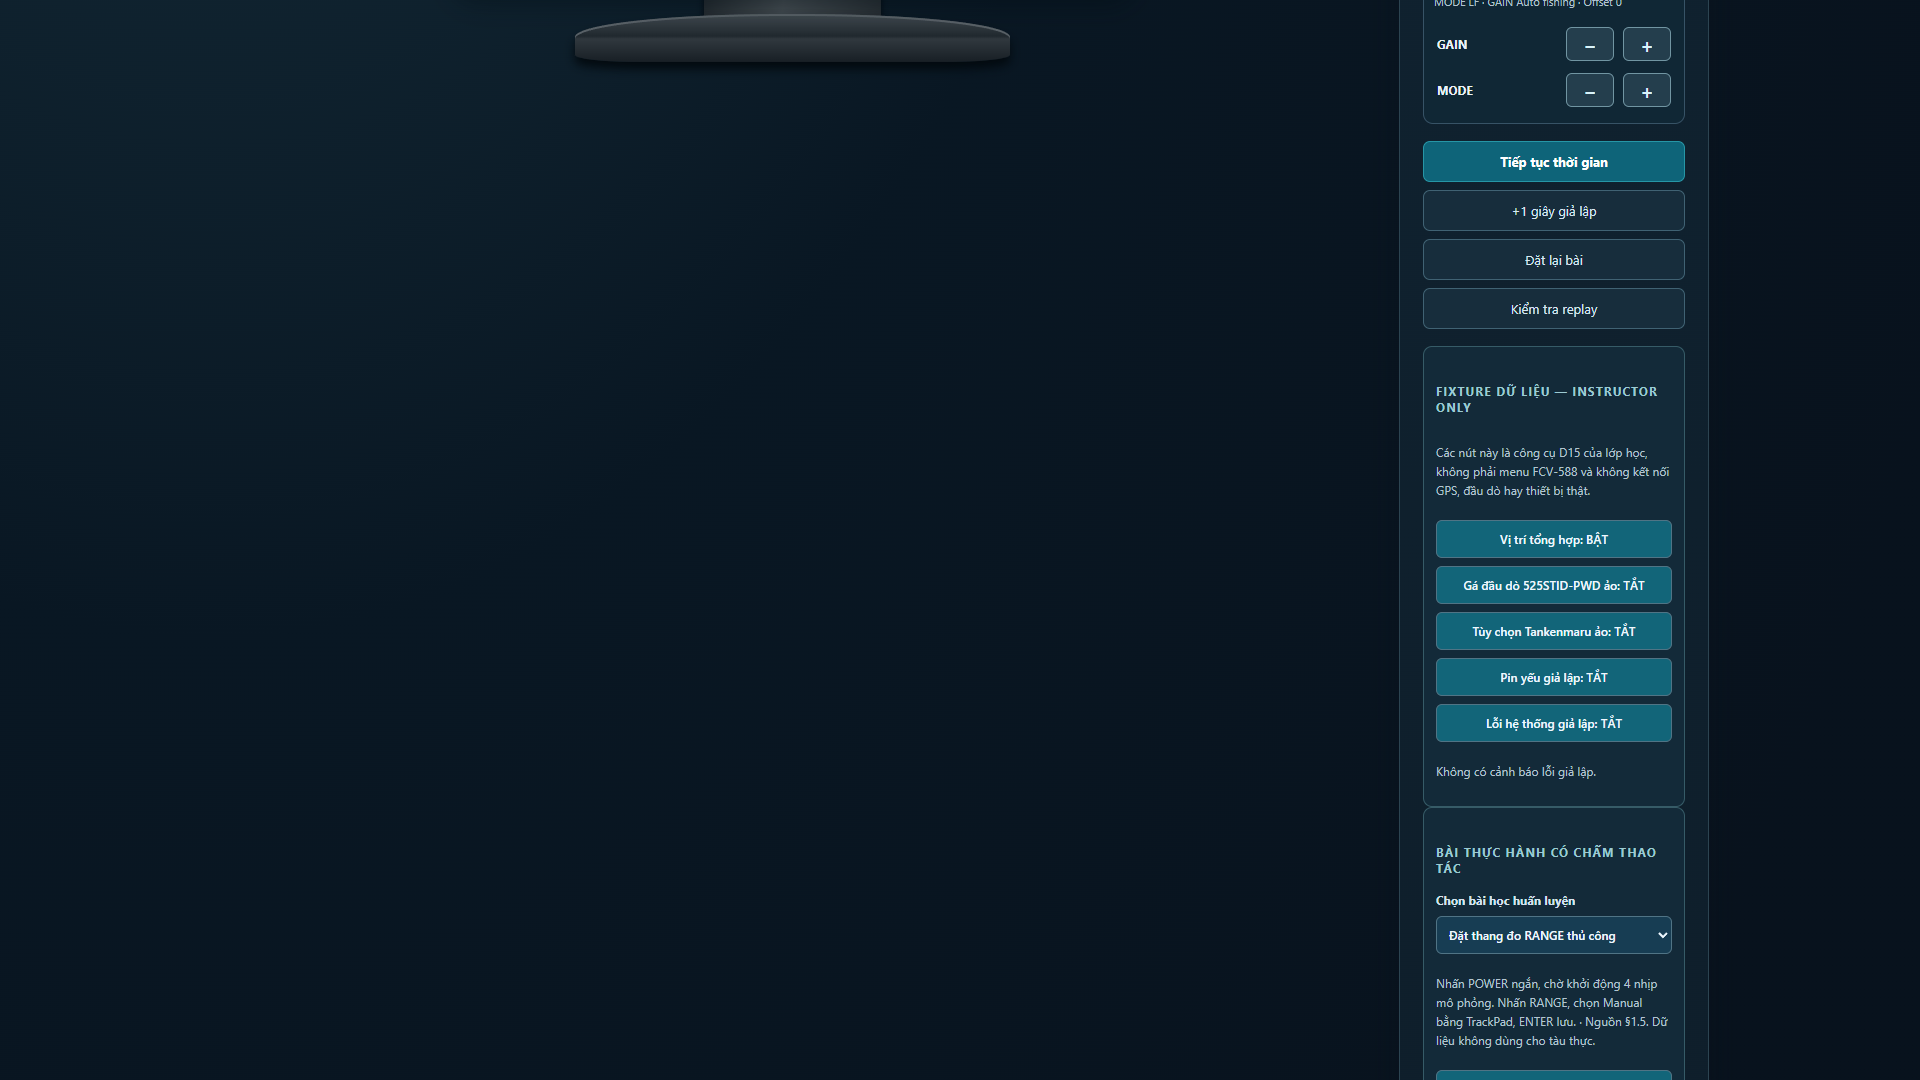 MODE LF · GAIN Auto fishing · Offset 0
GAIN
−
+
MODE
−
+
Tiếp tục thời gian
+1 giây giả lập
Đặt lại bài
Kiểm tra replay
FIXTURE DỮ LIỆU — INSTRUCTOR
ONLY
Các nút này là công cụ D15 của lớp học,
không phải menu FCV-588 và không kết nối
GPS, đầu dò hay thiết bị thật.
Vị trí tổng hợp: BẬT
Gá đầu dò 525STID-PWD ảo: TẮT
Tùy chọn Tankenmaru ảo: TẮT
Pin yếu giả lập: TẮT
Lỗi hệ thống giả lập: TẮT
Không có cảnh báo lỗi giả lập.
BÀI THỰC HÀNH CÓ CHẤM THAO
TÁC
Chọn bài học huấn luyện
Đặt thang đo RANGE thủ công
Nhấn POWER ngắn, chờ khởi động 4 nhịp
mô phỏng. Nhấn RANGE, chọn Manual
bằng TrackPad, ENTER lưu. · Nguồn §1.5. Dữ
liệu không dùng cho tàu thực.